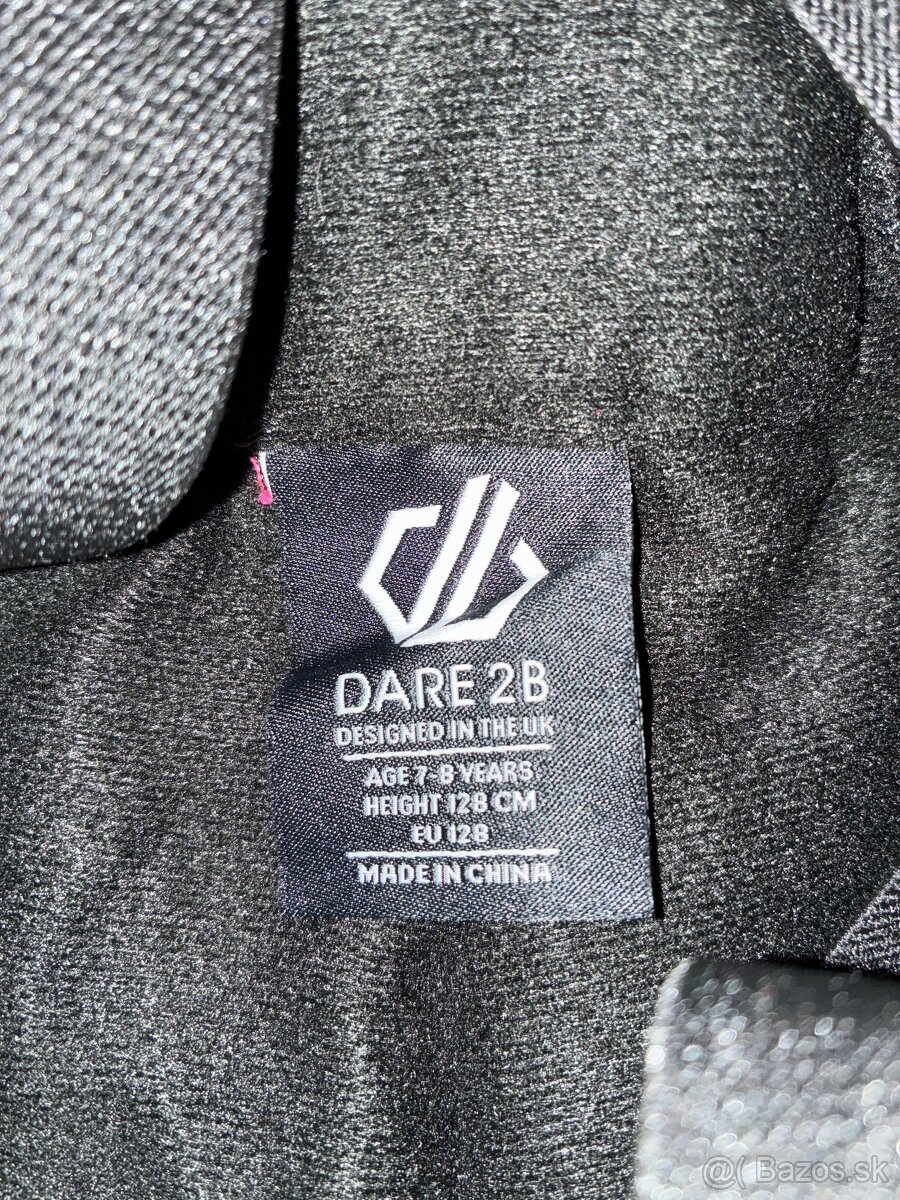 db
DARE 2B
DESIGNED IN THE UK
AGE 7-8 YEARS
HEIGHT 128 CM
EU 128
MADE IN CHINA
@( Bazos.sk